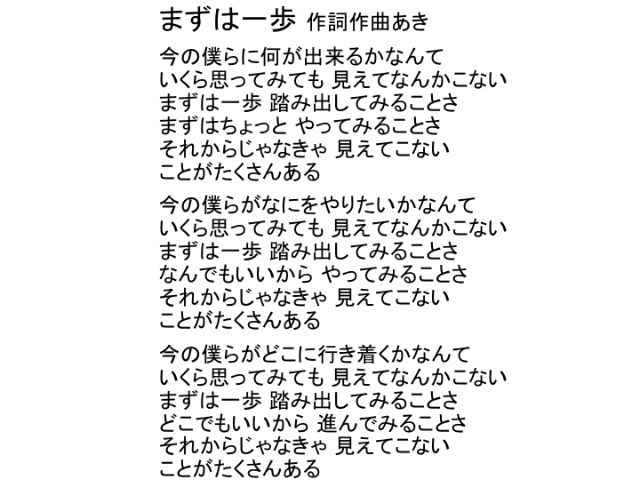 まずは一歩 作詞作曲あき
今の僕らに何が出来るかなんて
いくら思ってみても 見えてなんかこない
まずは一歩 踏み出してみることさ
まずはちょっと やってみることさ
それからじゃなきゃ 見えてこない
ことがたくさんある
今の僕らがなにをやりたいかなんて
いくら思ってみても 見えてなんかこない
まずは一歩 踏み出してみることさ
なんでもいいから やってみることさ
それからじゃなきゃ 見えてこない
ことがたくさんある
今の僕らがどこに行き着くかなんて
いくら思ってみても 見えてなんかこない
まずは一歩 踏み出してみることさ
どこでもいいから 進んでみることさ
それからじゃなきゃ 見えてこない
ことがたくさんある